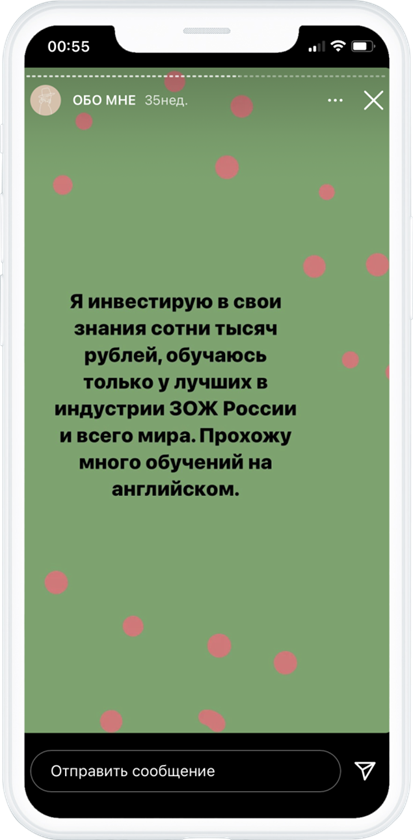 00:55
ОБО МНЕ 35нед.
Я инвестирую в свои
знания сотни тысяч
рублей, обучаюсь
только у лучших в
индустрии ЗОЖ России
и всего мира. Прохожу
много обучений на
английском.
Отправить сообщение